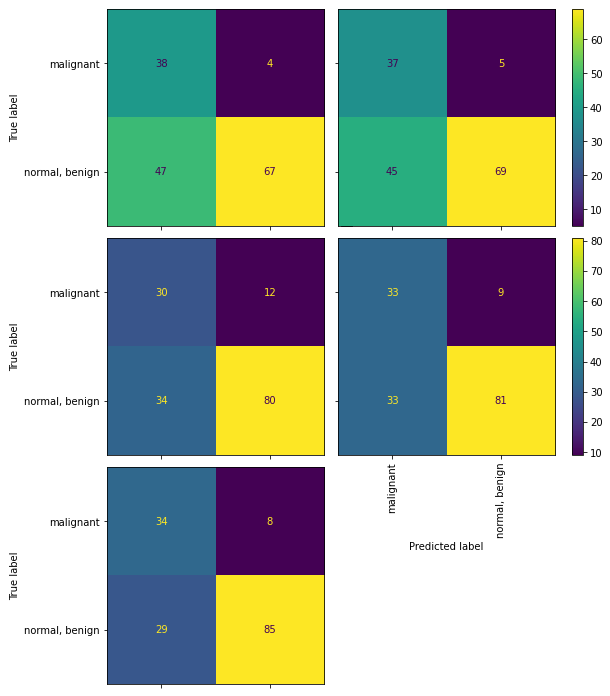 True label
malignant
38 4
normal, benign
47 67
37 5
45 69
60
50
40
30
20
10
True label
malignant
30 12
normal, benign
34 80
33 9
33 81
80
70
60
50
40
30
20
10
malignant
normal, benign
Predicted label
True label
malignant
34 8
normal, benign
29 85